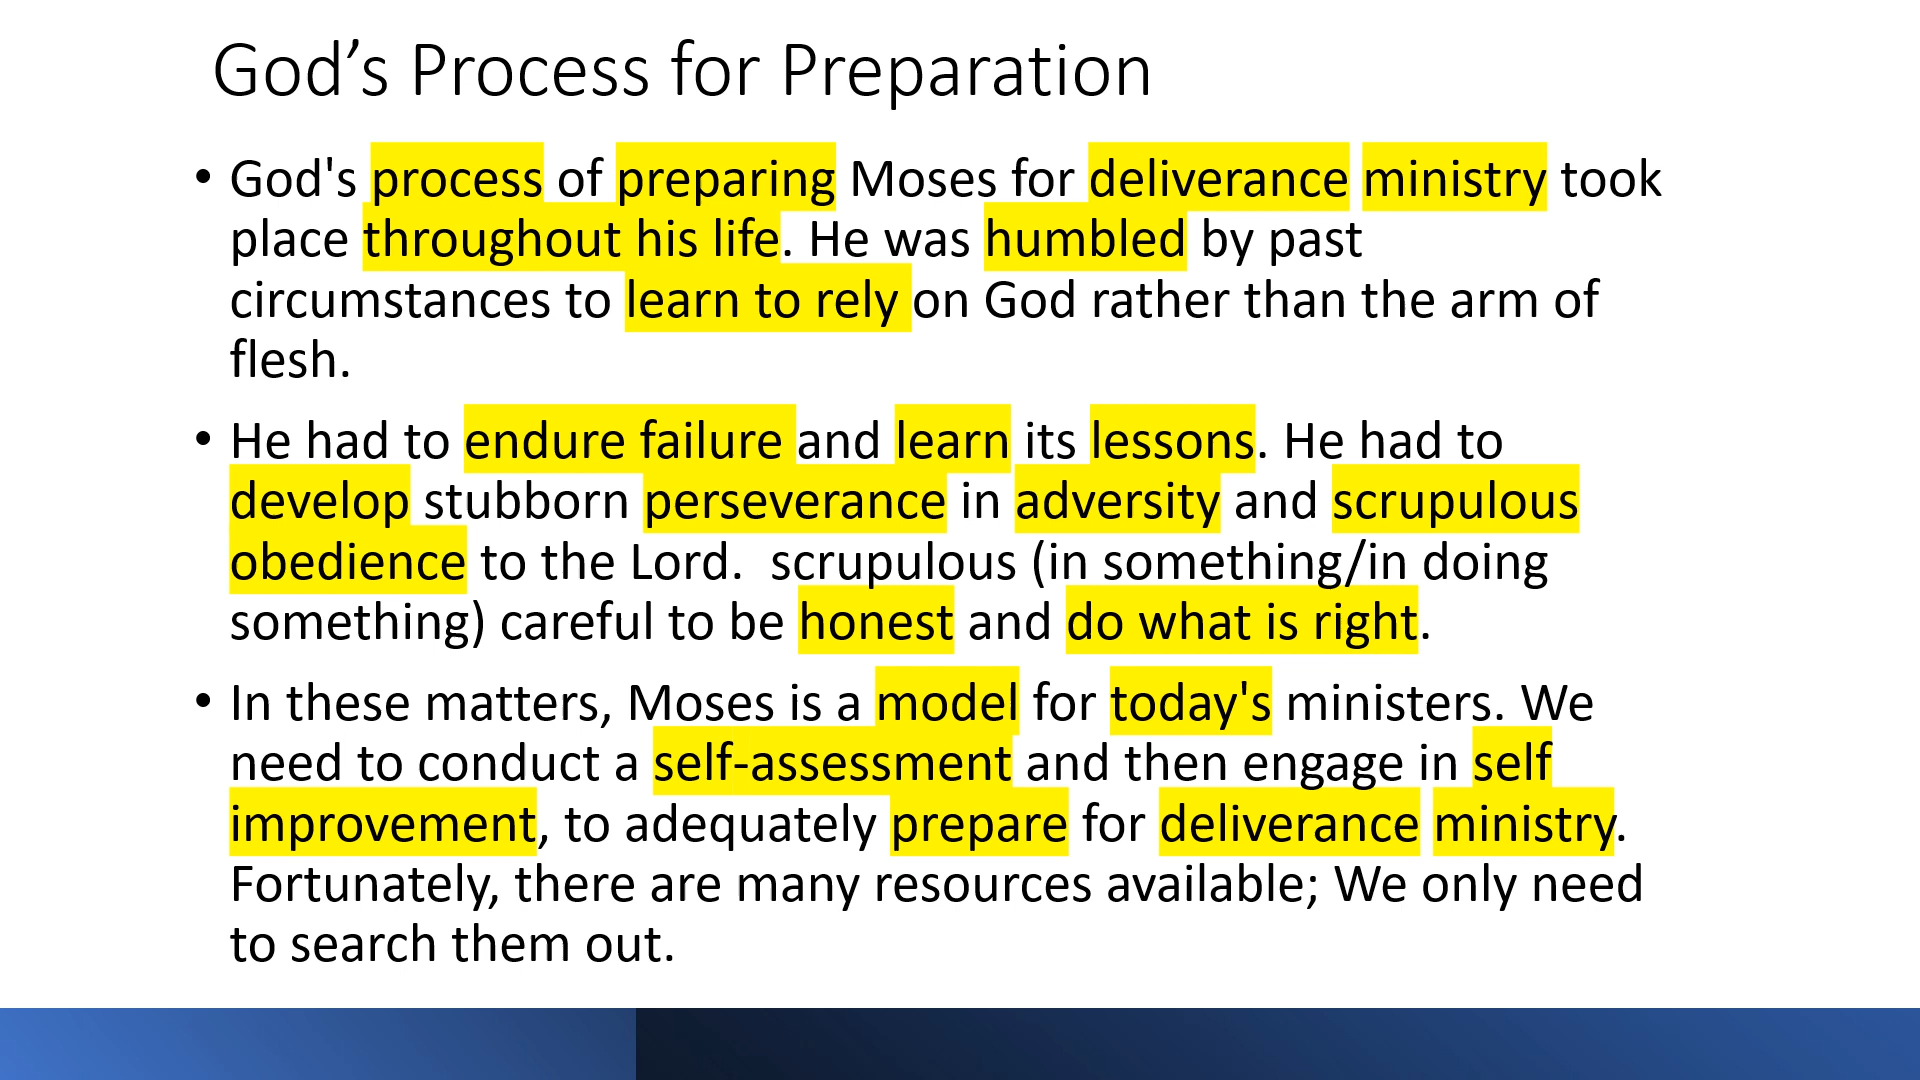 God’s Process for Preparation
• God's process of preparing Moses for deliverance ministry took
place throughout his life. He was humbled by past
circumstances to learn to rely on God rather than the arm of
flesh.
• He had to endure failure and learn its lessons. He had to
develop stubborn perseverance in adversity and scrupulous
obedience to the Lord.  scrupulous (in something/in doing
something) careful to be honest and do what is right.
• In these matters, Moses is a model for today's ministers. We
need to conduct a self-assessment and then engage in self
improvement, to adequately prepare for deliverance ministry.
Fortunately, there are many resources available; We only need
to search them out.